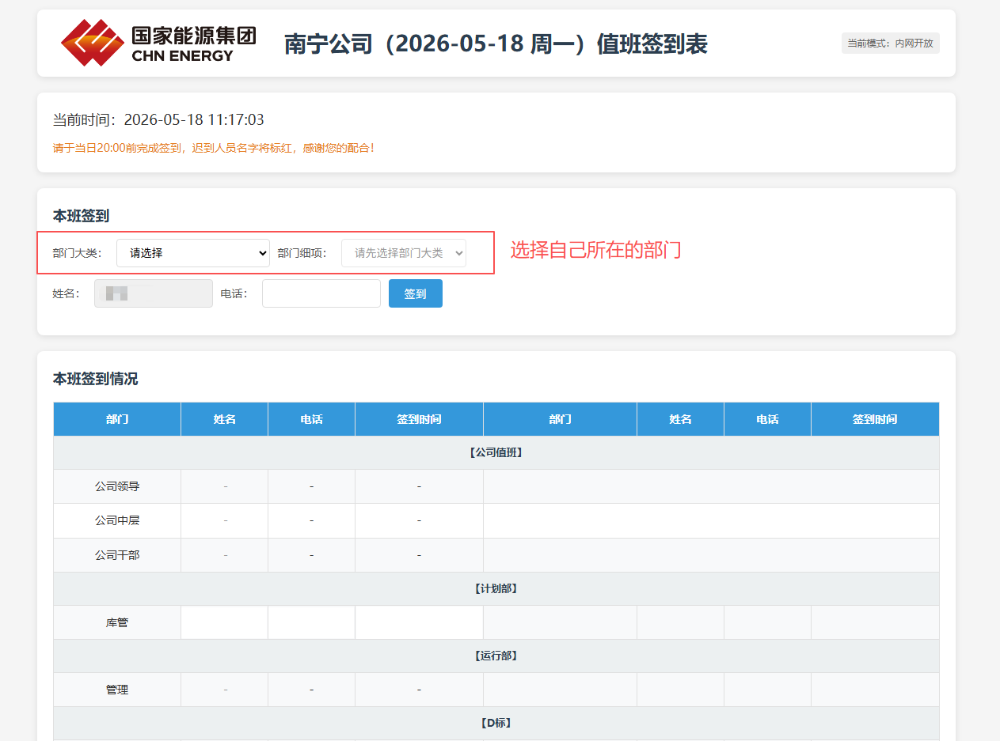 国家能源集团
CHN ENERGY
南宁公司（2026-05-18 周一）值班签到表
当前模式：内网开放
当前时间：2026-05-18 11:17:03
请于当日20:00前完成签到，迟到人员名字将标红，感谢您的配合！
本班签到
部门大类： 请选择 部门细项： 请先选择部门大类
选择自己所在的部门
姓名： 电话： 签到
本班签到情况
部门 姓名 电话 签到时间 部门 姓名 电话 签到时间
【公司值班】
公司领导 - - -
公司中层 - - -
公司干部 - - -
【计划部】
库管
【运行部】
管理 - - -
【D标】